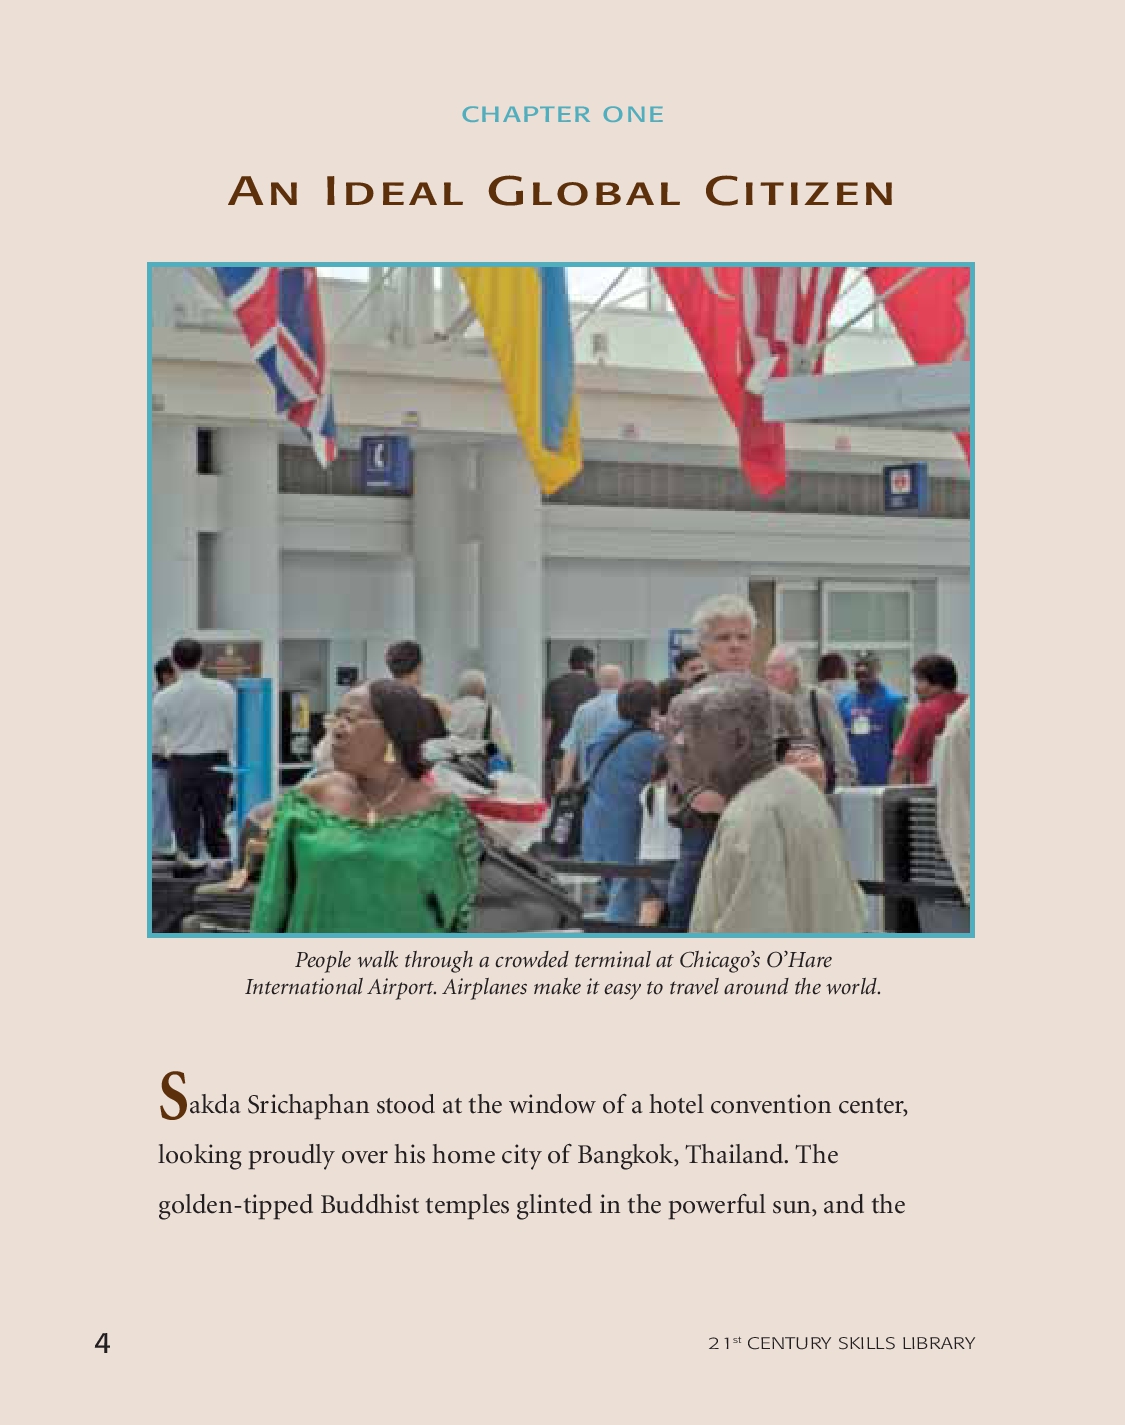 CHAPTER ONE
AN IDEAL GLOBAL CITIZEN
People walk through a crowded terminal at Chicago’s O’Hare
International Airport. Airplanes make it easy to travel around the world.
Sakda Srichaphan stood at the window of a hotel convention center,
looking proudly over his home city of Bangkok, Thailand. The
golden-tipped Buddhist temples glinted in the powerful sun, and the
4
21st CENTURY SKILLS LIBRARY